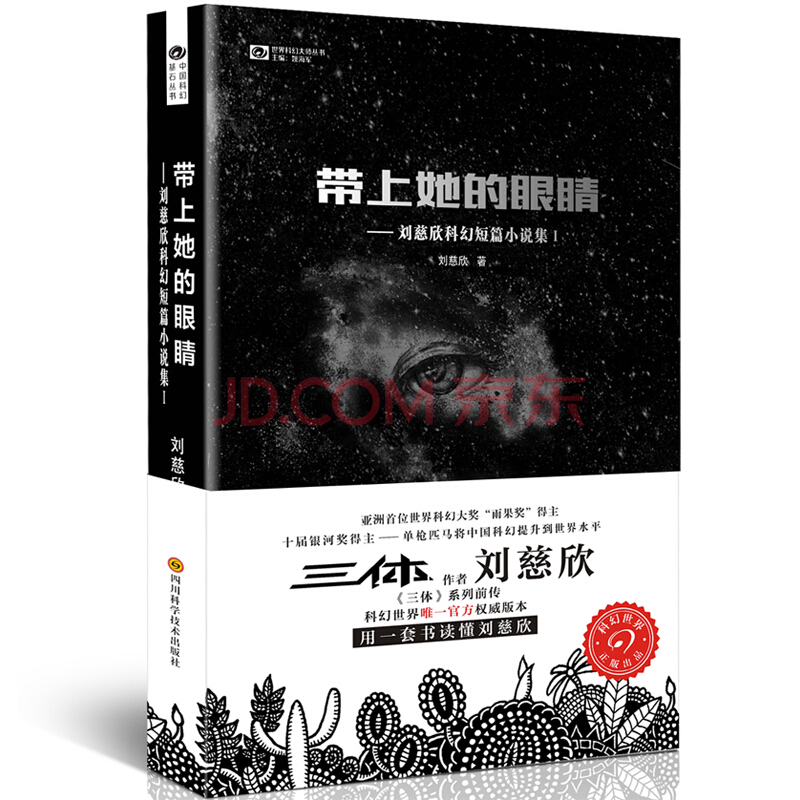 中国科幻
基石丛书
带上她的眼睛
——刘慈欣科幻短篇小说集 I
刘慈欣
四川科学技术出版社
世界科幻大师丛书
主编：姚海军
带上她的眼睛
——刘慈欣科幻短篇小说集 I
刘慈欣 著
JD.COM 京东
亚洲首位世界科幻大奖“雨果奖”得主
十届银河奖得主——单枪匹马将中国科幻提升到世界水平
三体 作者 刘慈欣
《三体》系列前传
科幻世界唯一官方权威版本
用一套书读懂刘慈欣
科幻世界
正版出品